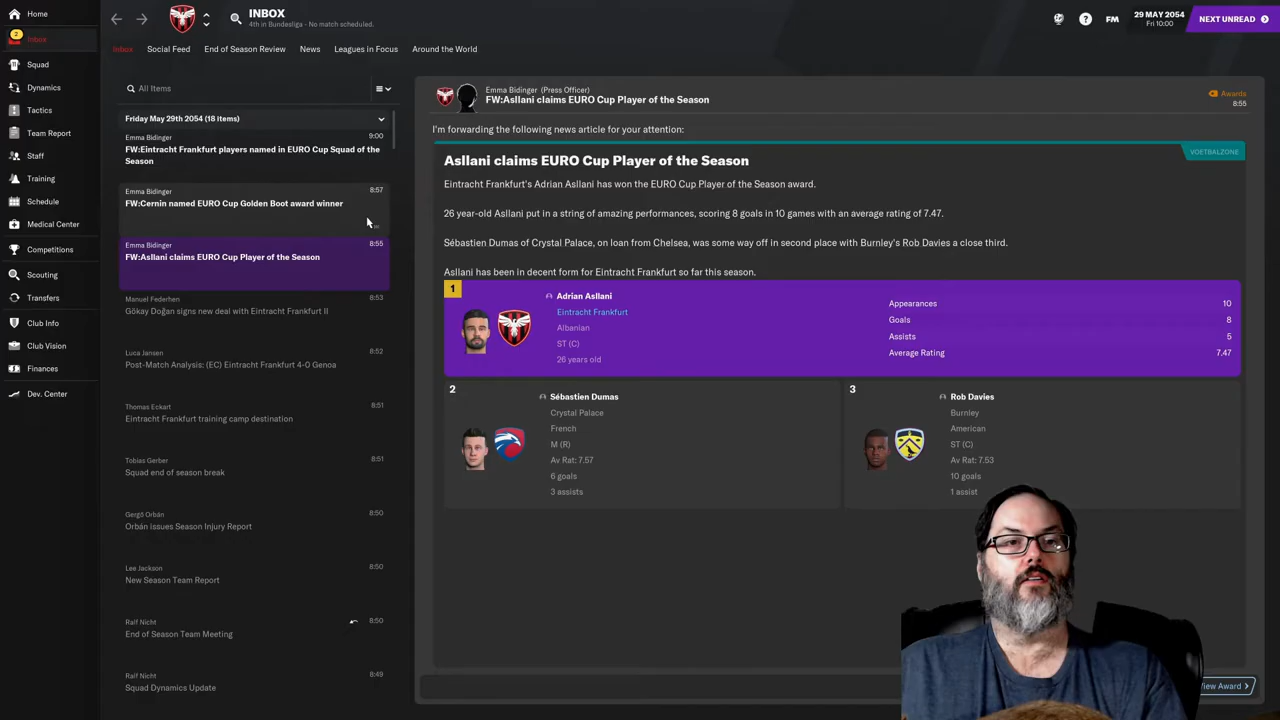 Home
INBOX
4th in Bundesliga - No match scheduled.
29 MAY 2054
Fri 10:00
FM
NEXT UNREAD
2
Inbox
Squad
Dynamics
Tactics
Team Report
Staff
Training
Schedule
Medical Center
Competitions
Scouting
Transfers
Club Info
Club Vision
Finances
Dev. Center
Inbox
Social Feed
End of Season Review
News
Leagues in Focus
Around the World
All Items
Friday May 29th 2054 (18 items)
Emma Bidinger
9:00
FW:Eintracht Frankfurt players named in EURO Cup Squad of the
Season
Emma Bidinger
8:57
FW:Cernin named EURO Cup Golden Boot award winner
Emma Bidinger
8:55
FW:Asllani claims EURO Cup Player of the Season
Manuel Federhen
8:53
Gökay Doğan signs new deal with Eintracht Frankfurt II
Luca Jansen
8:52
Post-Match Analysis: (EC) Eintracht Frankfurt 4-0 Genoa
Thomas Eckart
8:51
Eintracht Frankfurt training camp destination
Tobias Gerber
8:51
Squad end of season break
Gergő Orbán
8:50
Orbán issues Season Injury Report
Lee Jackson
8:50
New Season Team Report
Ralf Nicht
8:50
End of Season Team Meeting
Ralf Nicht
8:49
Squad Dynamics Update
Emma Bidinger (Press Officer)
FW:Asllani claims EURO Cup Player of the Season
Awards
8:55
I'm forwarding the following news article for your attention:
Asllani claims EURO Cup Player of the Season
VOETBALZONE
Eintracht Frankfurt's Adrian Asllani has won the EURO Cup Player of the Season award.
26 year-old Asllani put in a string of amazing performances, scoring 8 goals in 10 games with an average rating of 7.47.
Sébastien Dumas of Crystal Palace, on loan from Chelsea, was some way off in second place with Burnley's Rob Davies a close third.
Asllani has been in decent form for Eintracht Frankfurt so far this season.
1
Adrian Asllani
Eintracht Frankfurt
Albanian
ST (C)
26 years old
Appearances 10
Goals 8
Assists 5
Average Rating 7.47
2
Sébastien Dumas
Crystal Palace
French
M (R)
Av Rat: 7.57
6 goals
3 assists
3
Rob Davies
Burnley
American
ST (C)
Av Rat: 7.53
10 goals
1 assist
View Award